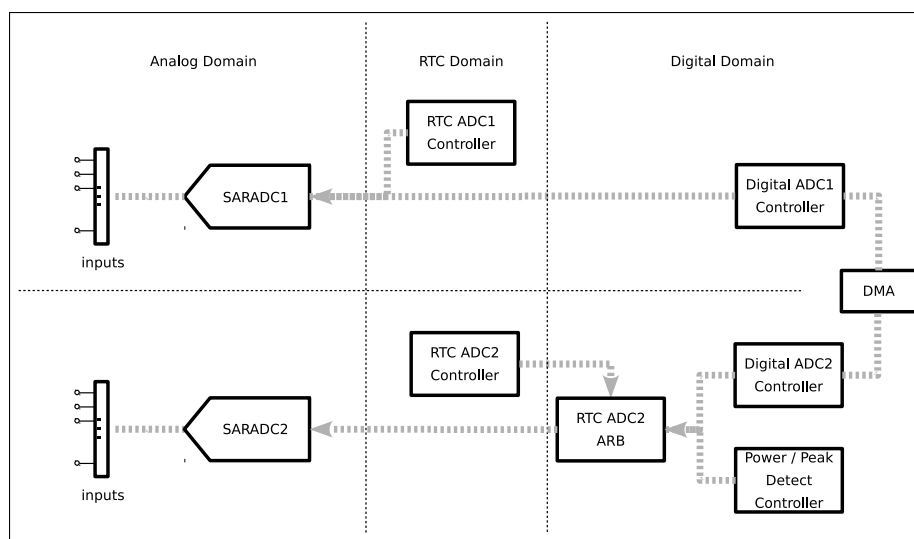 Analog Domain
RTC Domain
Digital Domain
RTC ADC1
Controller
SARADC1
Digital ADC1
Controller
inputs
DMA
RTC ADC2
Controller
Digital ADC2
Controller
SARADC2
RTC ADC2
ARB
Power / Peak
Detect
Controller
inputs